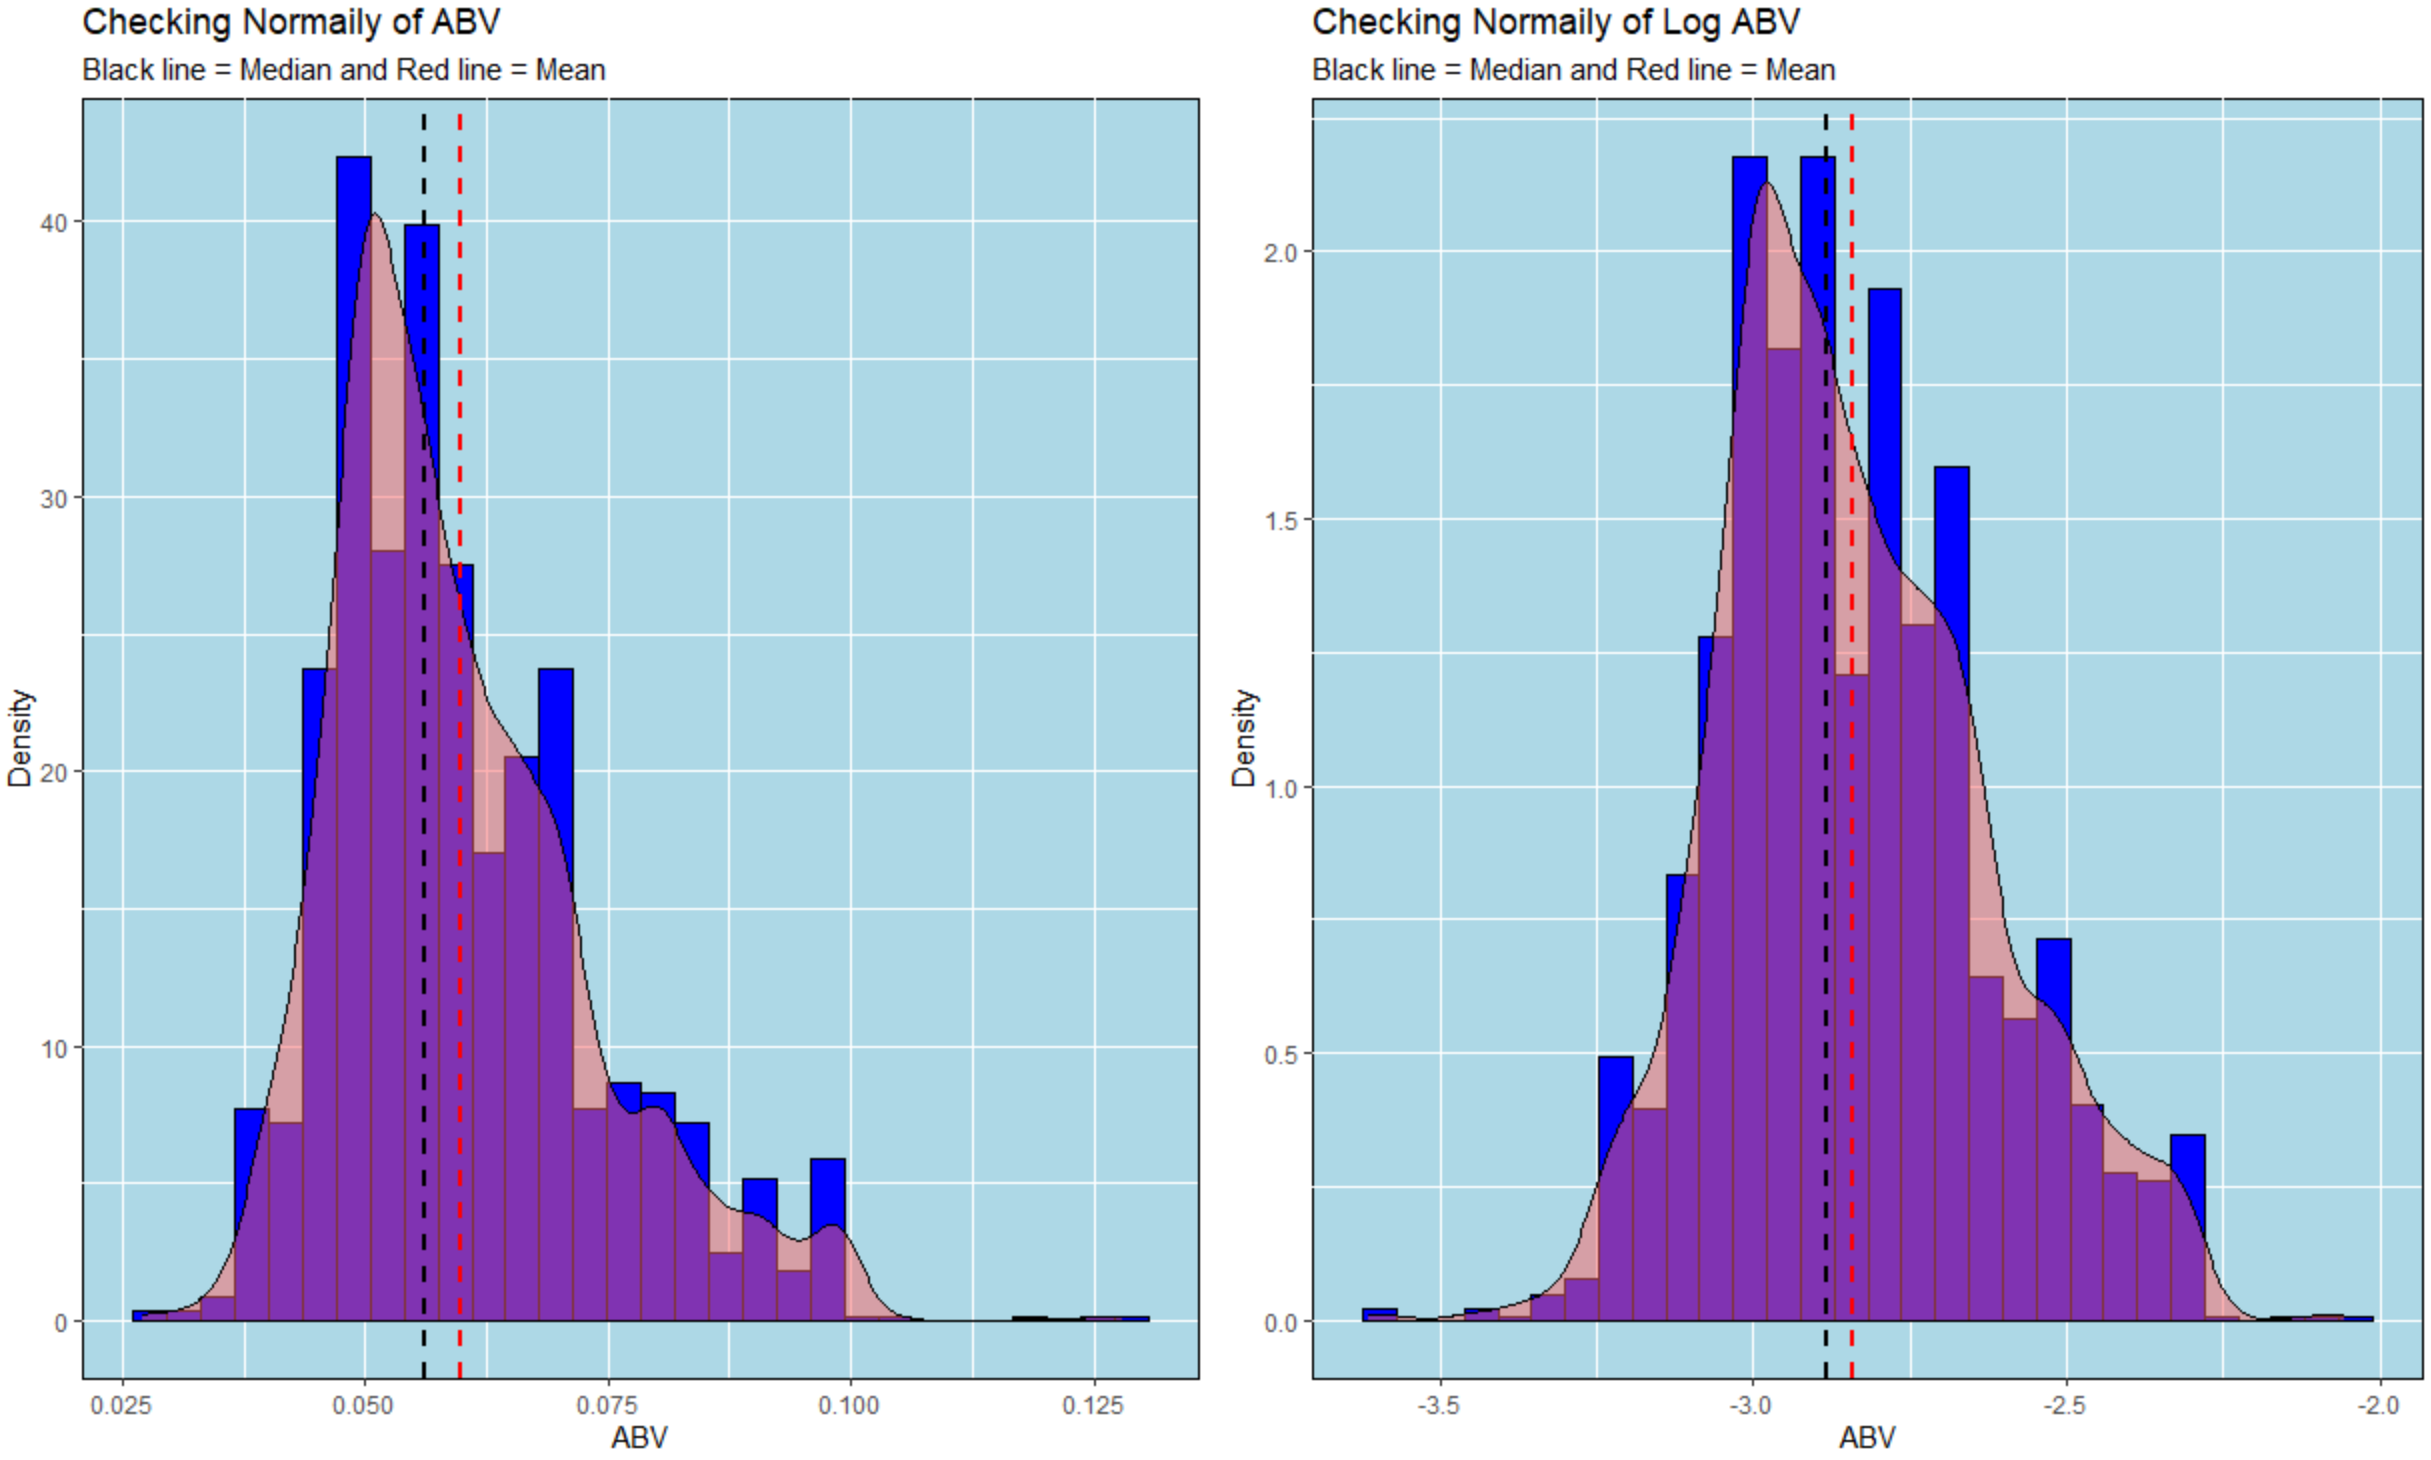 Checking Normaily of ABV
Black line = Median and Red line = Mean
Density
40
30
20
10
0
0.025 0.050 0.075 0.100 0.125
ABV
Checking Normaily of Log ABV
Black line = Median and Red line = Mean
Density
2.0
1.5
1.0
0.5
0.0
-3.5 -3.0 -2.5 -2.0
ABV